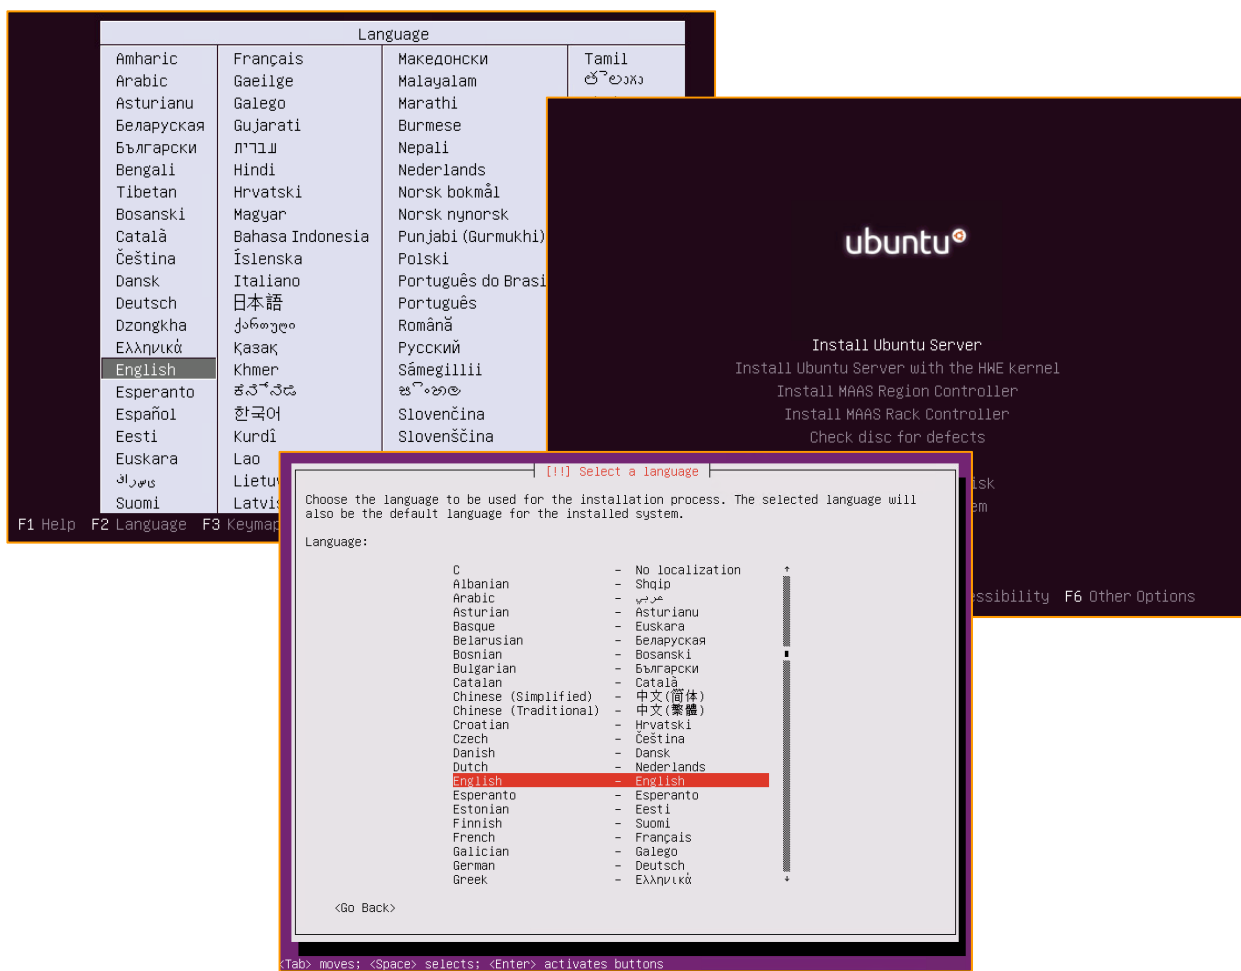 Language
Amharic
Arabic
Asturianu
Беларуская
Български
Bengali
Tibetan
Bosanski
Català
Čeština
Dansk
Deutsch
Dzongkha
Ελληνικά
English
Esperanto
Español
Eesti
Euskara
Suomi
Français
Gaeilge
Galego
Gujarati
עברית
Hindi
Hrvatski
Magyar
Bahasa Indonesia
Íslenska
Italiano
日本語
ქართული
Қазақ
Khmer
한국어
Kurdî
Lao
Македонски
Malayalam
Marathi
Burmese
Nepali
Nederlands
Norsk bokmål
Norsk nynorsk
Punjabi (Gurmukhi)
Polski
Português do Brasi
Português
Română
Русский
Sámegillii
Slovenčina
Slovenščina
Tamil
F1 Help F2 Language F3 Keymap
ubuntu
Install Ubuntu Server
Install Ubuntu Server with the HWE kernel
Install MAAS Region Controller
Install MAAS Rack Controller
Check disc for defects
F6 Other Options
[!!] Select a language
Choose the language to be used for the installation process. The selected language will
also be the default language for the installed system.
Language:
C - No localization
Albanian - Shqip
Arabic - عربي
Asturian - Asturianu
Basque - Euskara
Belarusian - Беларуская
Bosnian - Bosanski
Bulgarian - Български
Catalan - Català
Chinese (Simplified) - 中文(简体)
Chinese (Traditional) - 中文(繁體)
Croatian - Hrvatski
Czech - Čeština
Danish - Dansk
Dutch - Nederlands
English - English
Esperanto - Esperanto
Estonian - Eesti
Finnish - Suomi
French - Français
Galician - Galego
German - Deutsch
Greek - Ελληνικά
<Go Back>
<Tab> moves; <Space> selects; <Enter> activates buttons